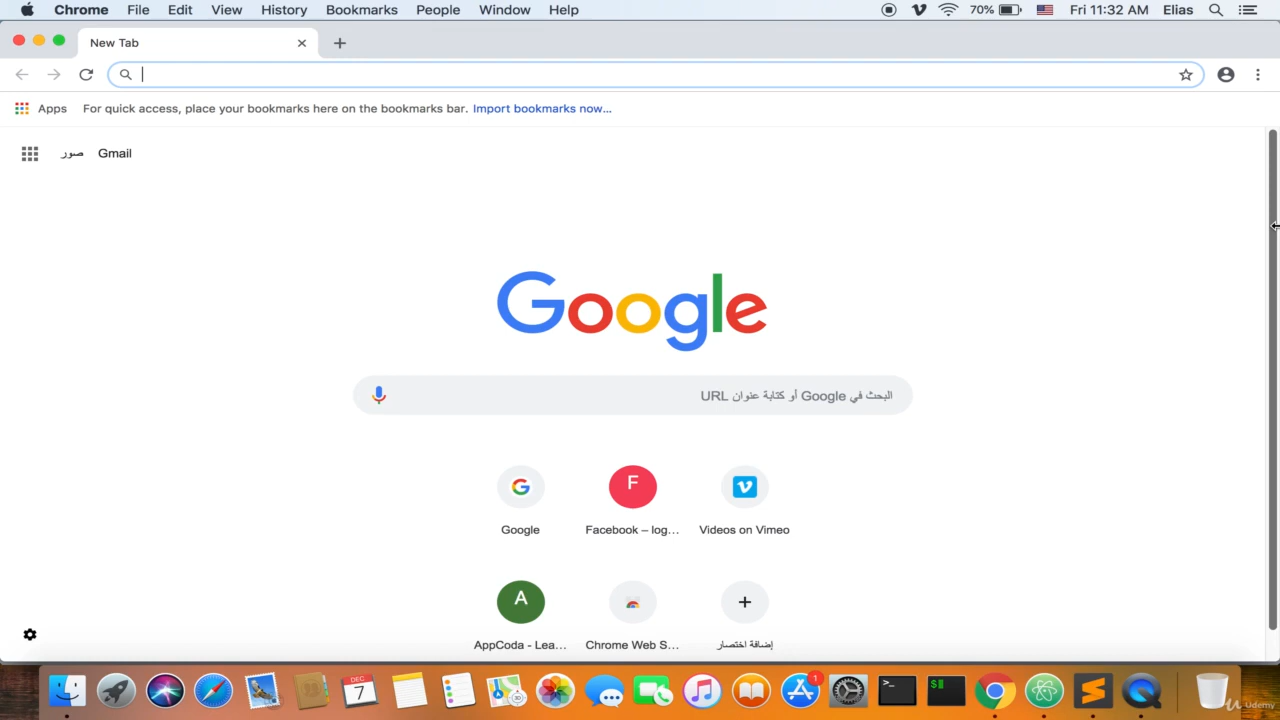 Chrome File Edit View History Bookmarks People Window Help 70% Fri 11:32 AM Elias
New Tab
Apps For quick access, place your bookmarks here on the bookmarks bar. Import bookmarks now...
صور Gmail
Google
البحث في Google أو كتابة عنوان URL
F
Google Facebook – log... Videos on Vimeo
A
AppCoda - Lea... Chrome Web S... إضافة اختصار
DEC
7
3D
1
>_
$
Udemy